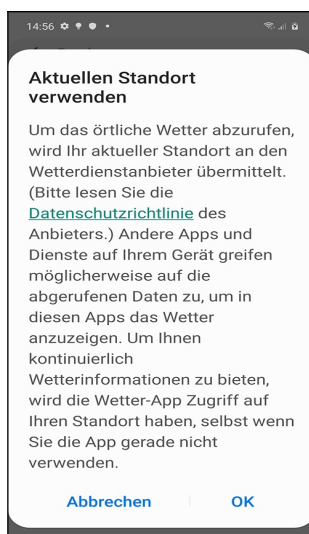 14:56
Aktuellen Standort
verwenden
Um das örtliche Wetter abzurufen,
wird Ihr aktueller Standort an den
Wetterdienstanbieter übermittelt.
(Bitte lesen Sie die
Datenschutzrichtlinie des
Anbieters.) Andere Apps und
Dienste auf Ihrem Gerät greifen
möglicherweise auf die
abgerufenen Daten zu, um in
diesen Apps das Wetter
anzuzeigen. Um Ihnen
kontinuierlich
Wetterinformationen zu bieten,
wird die Wetter-App Zugriff auf
Ihren Standort haben, selbst wenn
Sie die App gerade nicht
verwenden.
Abbrechen OK